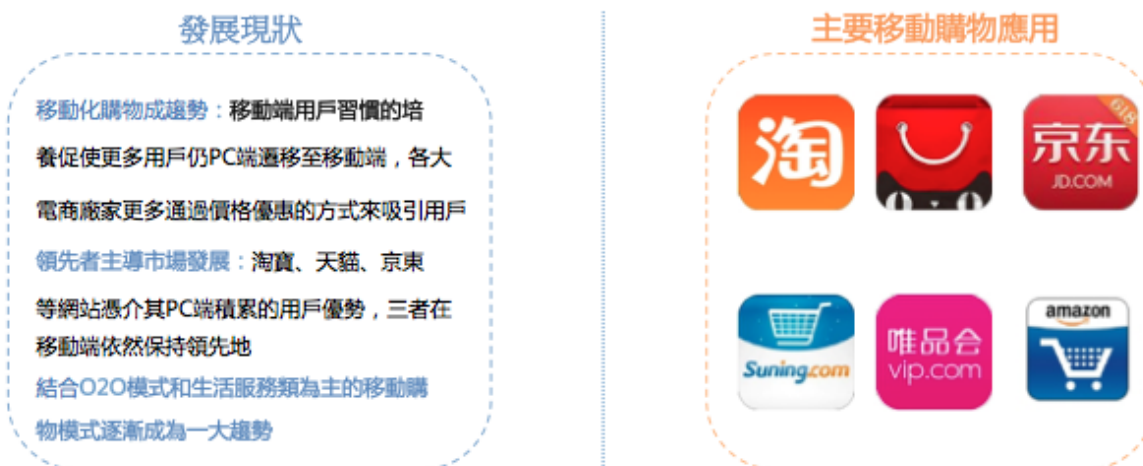 發展現狀
移動化購物成趨勢：移動端用戶習慣的培
養促使更多用戶仍PC端遷移至移動端，各大
電商廠家更多通過價格優惠的方式來吸引用戶
領先者主導市場發展：淘寶、天貓、京東
等網站憑介其PC端積累的用戶優勢，三者在
移動端依然保持領先地
結合O2O模式和生活服務類為主的移動購
物模式逐漸成為一大趨勢
主要移動購物應用
淘
618
京东
JD.COM
Suning.com
唯品会
vip.com
amazon